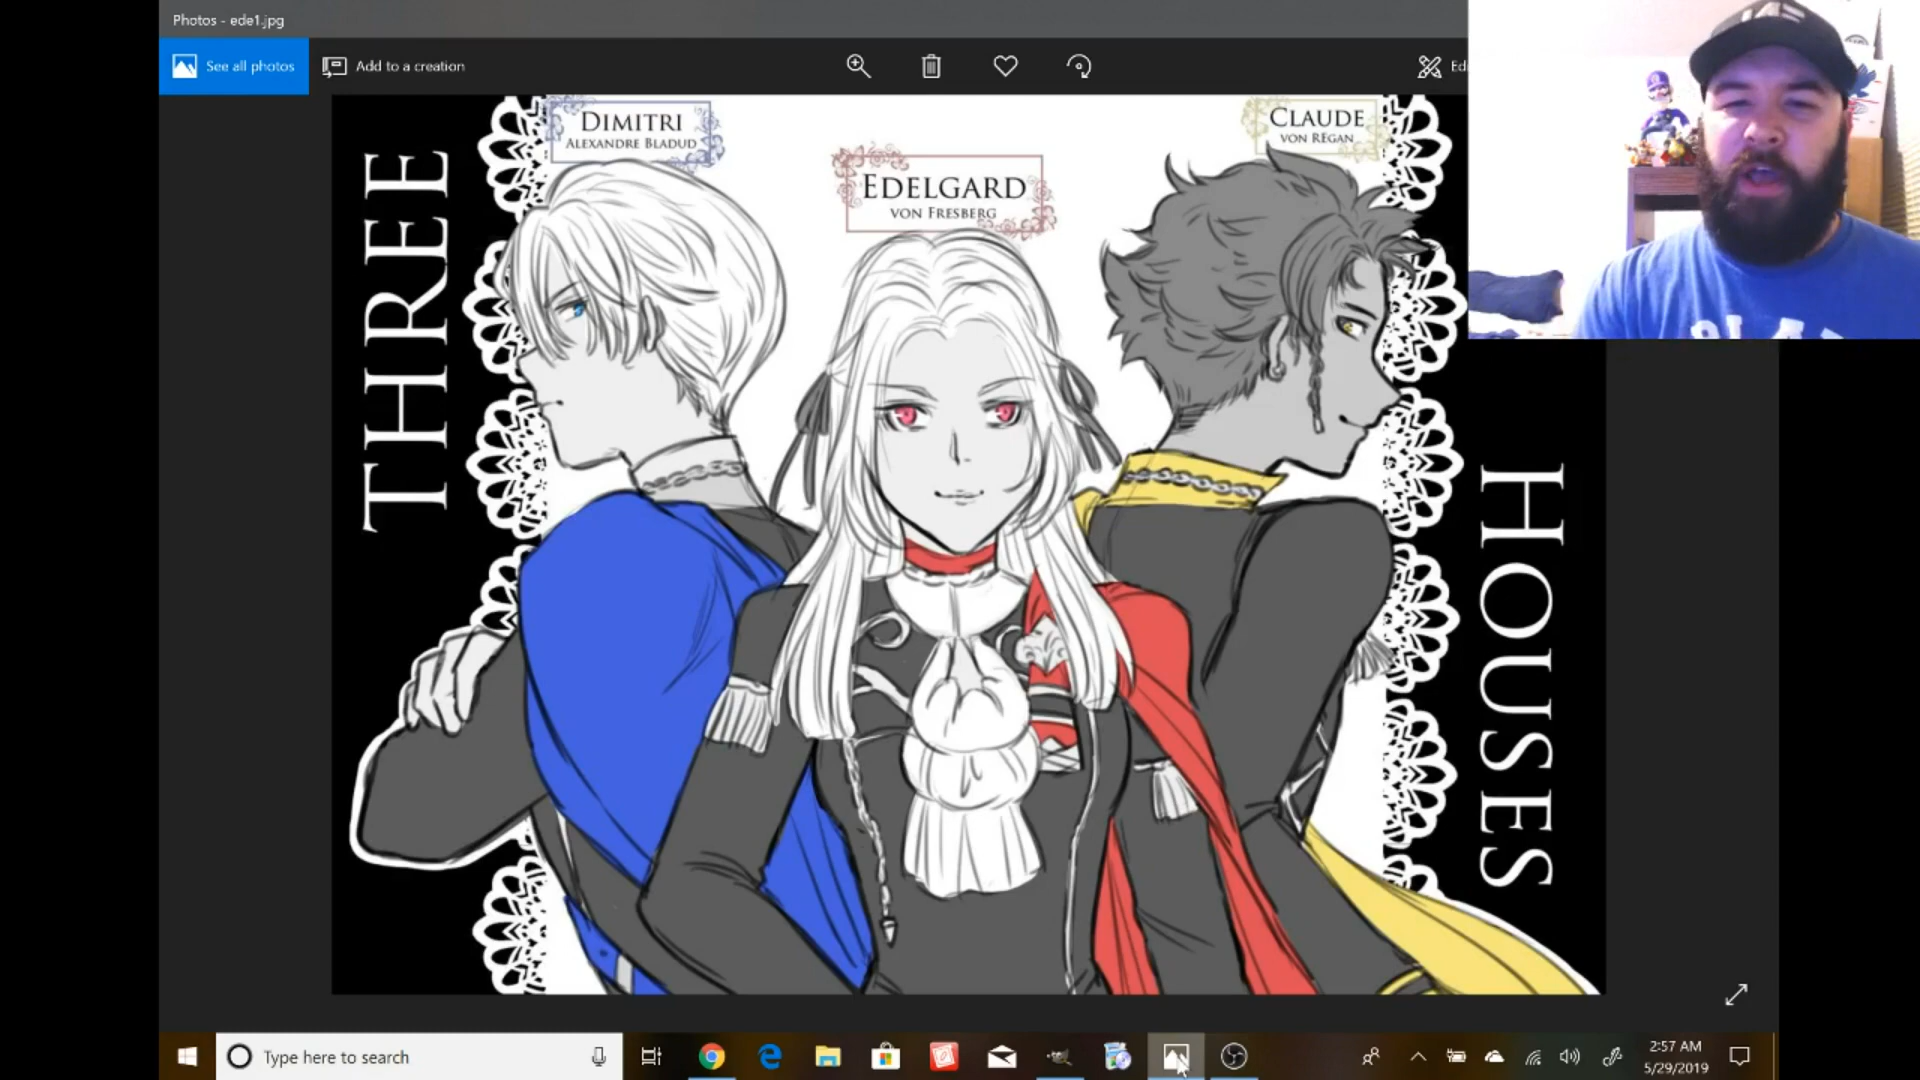 Photos - ede1.jpg
See all photos
Add to a creation
DIMITRI
ALEXANDRE BLADUD
EDELGARD
VON FRESBERG
CLAUDE
VON REGAN
THREE
HOUSES
Type here to search
2:57 AM
5/29/2019